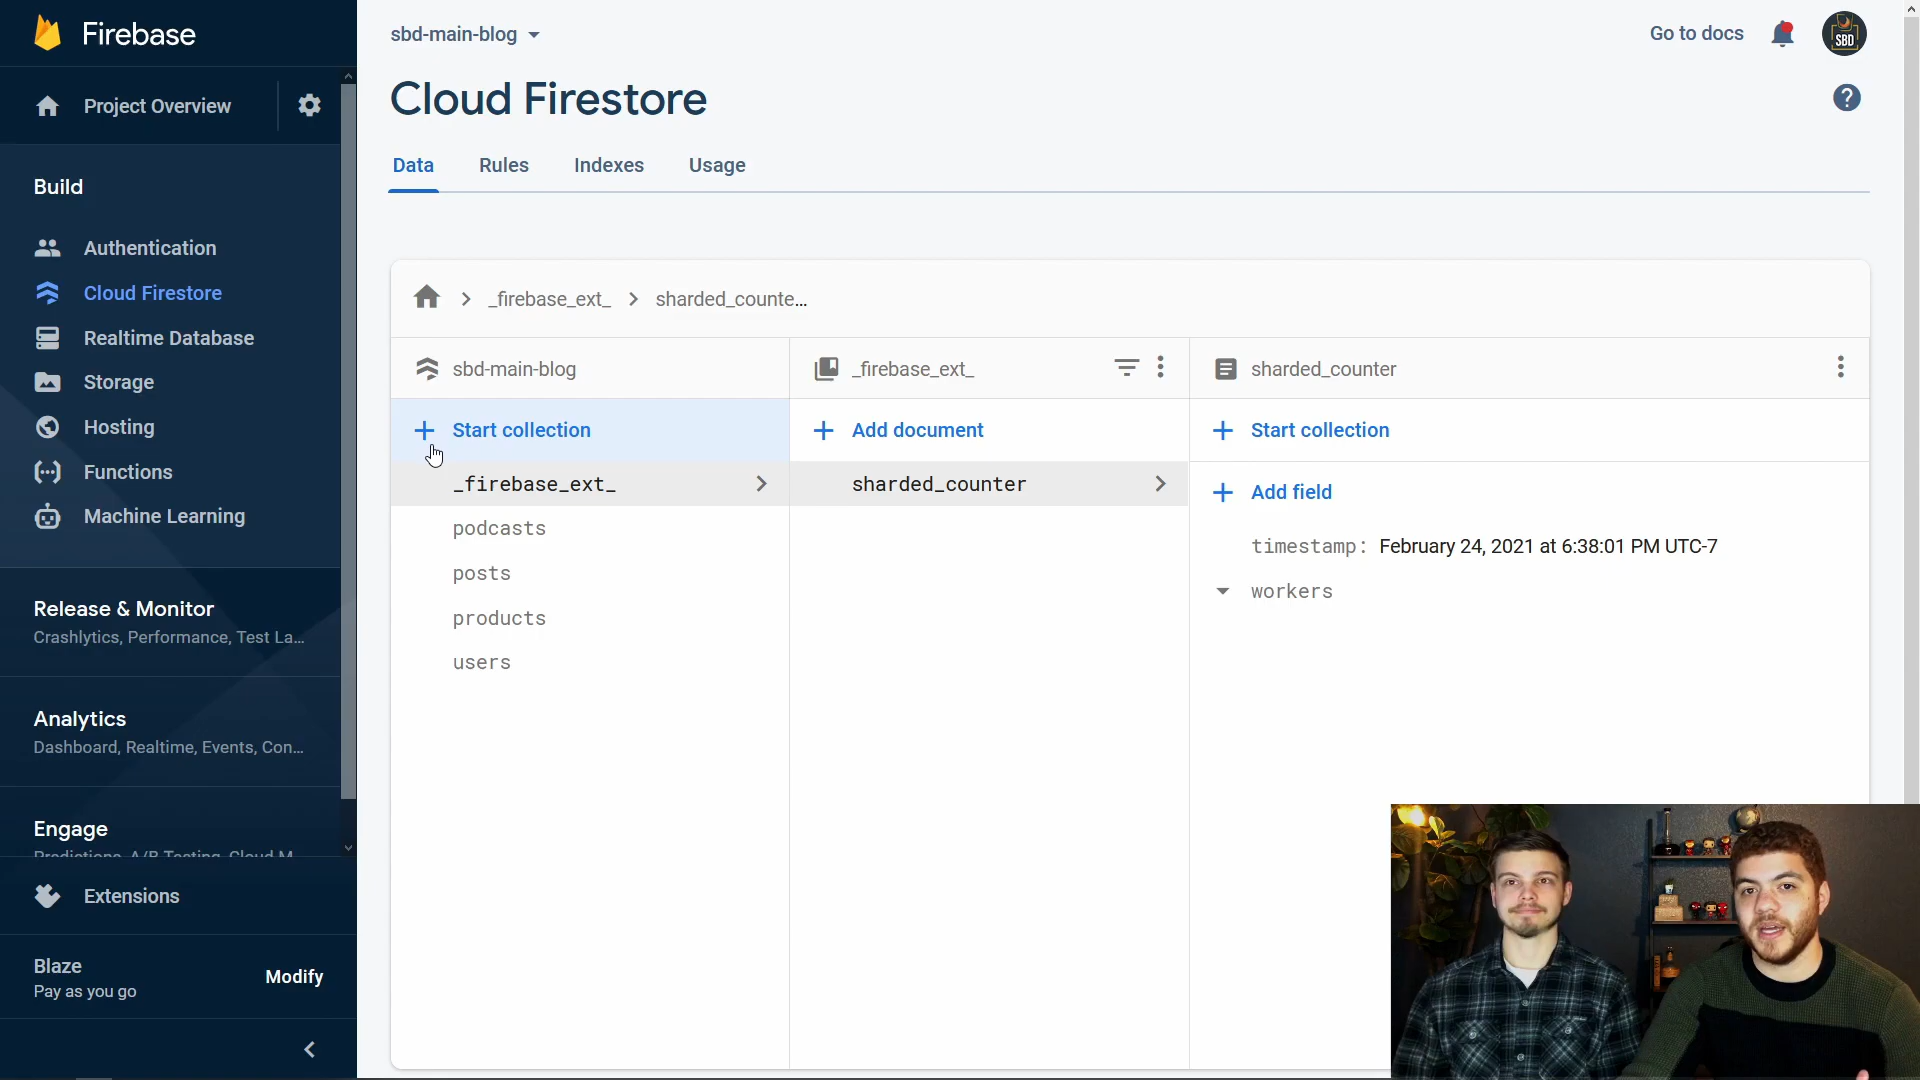 Firebase
sbd-main-blog
Go to docs
SBD
Project Overview
Cloud Firestore
Data
Rules
Indexes
Usage
Build
Authentication
Cloud Firestore
Realtime Database
Storage
Hosting
Functions
Machine Learning
Release & Monitor
Crashlytics, Performance, Test La...
Analytics
Dashboard, Realtime, Events, Con...
Engage
Predictions, A/B Testing, Cloud M...
Extensions
Blaze
Pay as you go
Modify
_firebase_ext_
sharded_counte...
sbd-main-blog
Start collection
_firebase_ext_
podcasts
posts
products
users
_firebase_ext_
Add document
sharded_counter
sharded_counter
Start collection
Add field
timestamp: February 24, 2021 at 6:38:01 PM UTC-7
workers